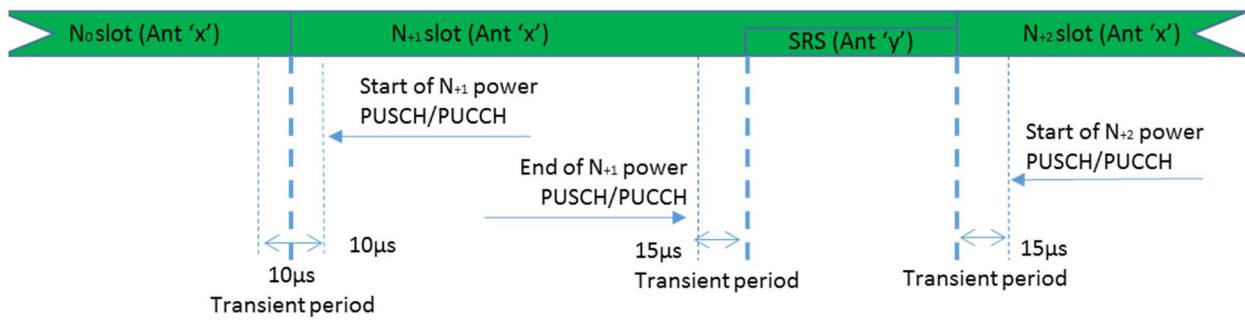 N₀ slot (Ant ‘x’)
N₊₁ slot (Ant ‘x’)
SRS (Ant ‘y’)
N₊₂ slot (Ant ‘x’)
Start of N₊₁ power
PUSCH/PUCCH
End of N₊₁ power
PUSCH/PUCCH
Start of N₊₂ power
PUSCH/PUCCH
10µs
10µs
Transient period
15µs
Transient period
15µs
Transient period